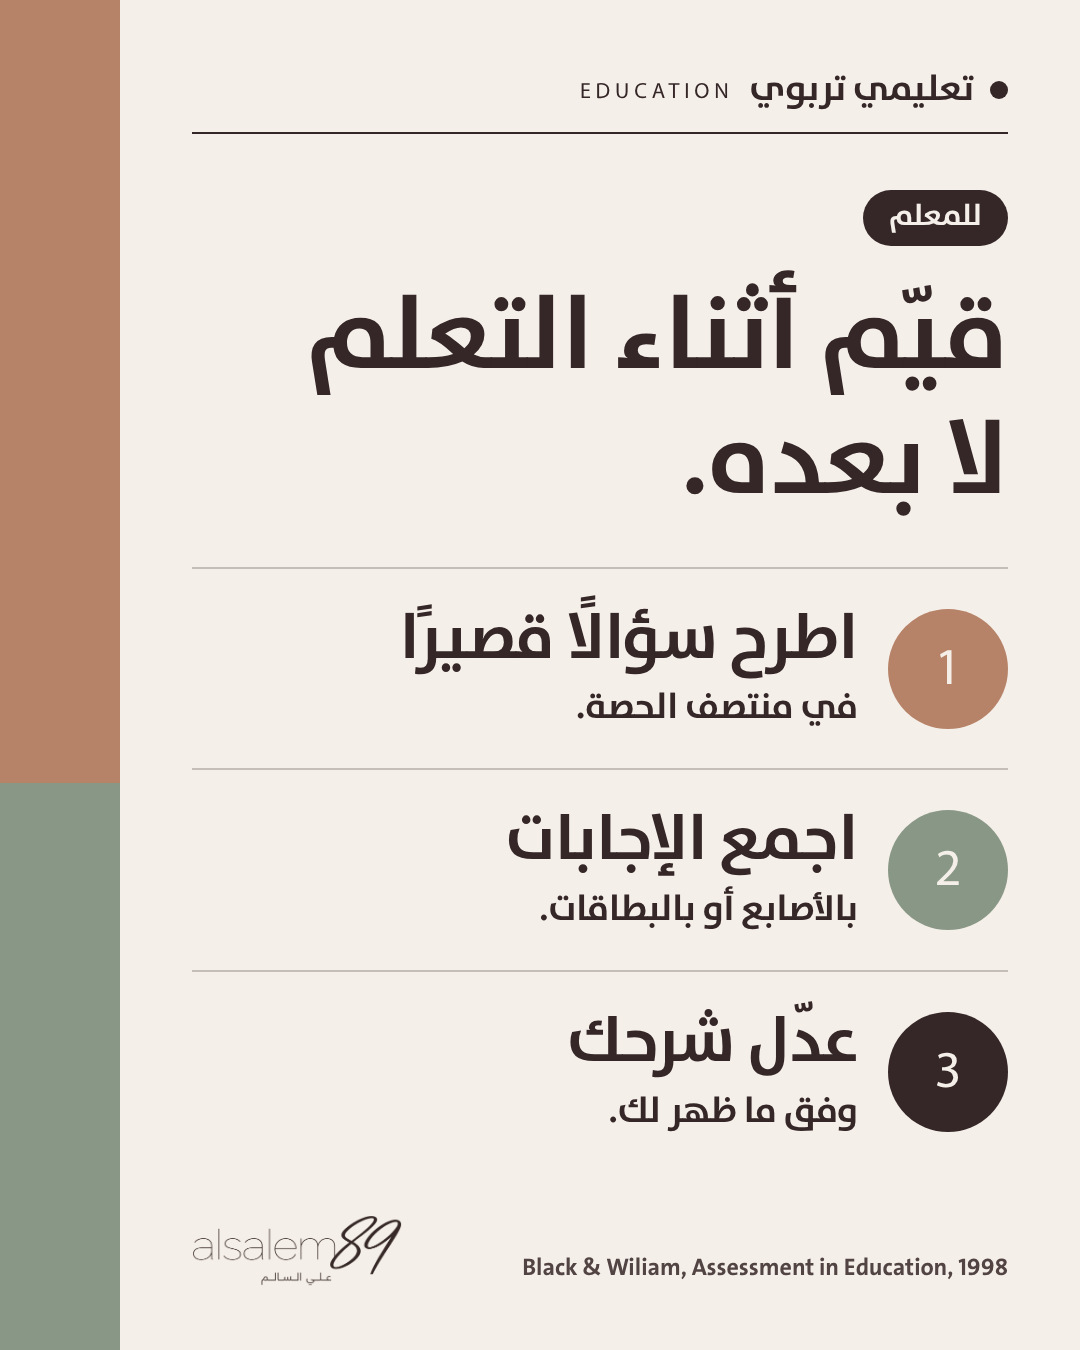 تعليمي تربوي EDUCATION
للمعلم
قيّم أثناء التعلم
لا بعده.
1
اطرح سؤالًا قصيرًا
في منتصف الحصة.
2
اجمع الإجابات
بالأصابع أو بالبطاقات.
3
عدّل شرحك
وفق ما ظهر لك.
Black & Wiliam, Assessment in Education, 1998
alsalem89
علي السالم